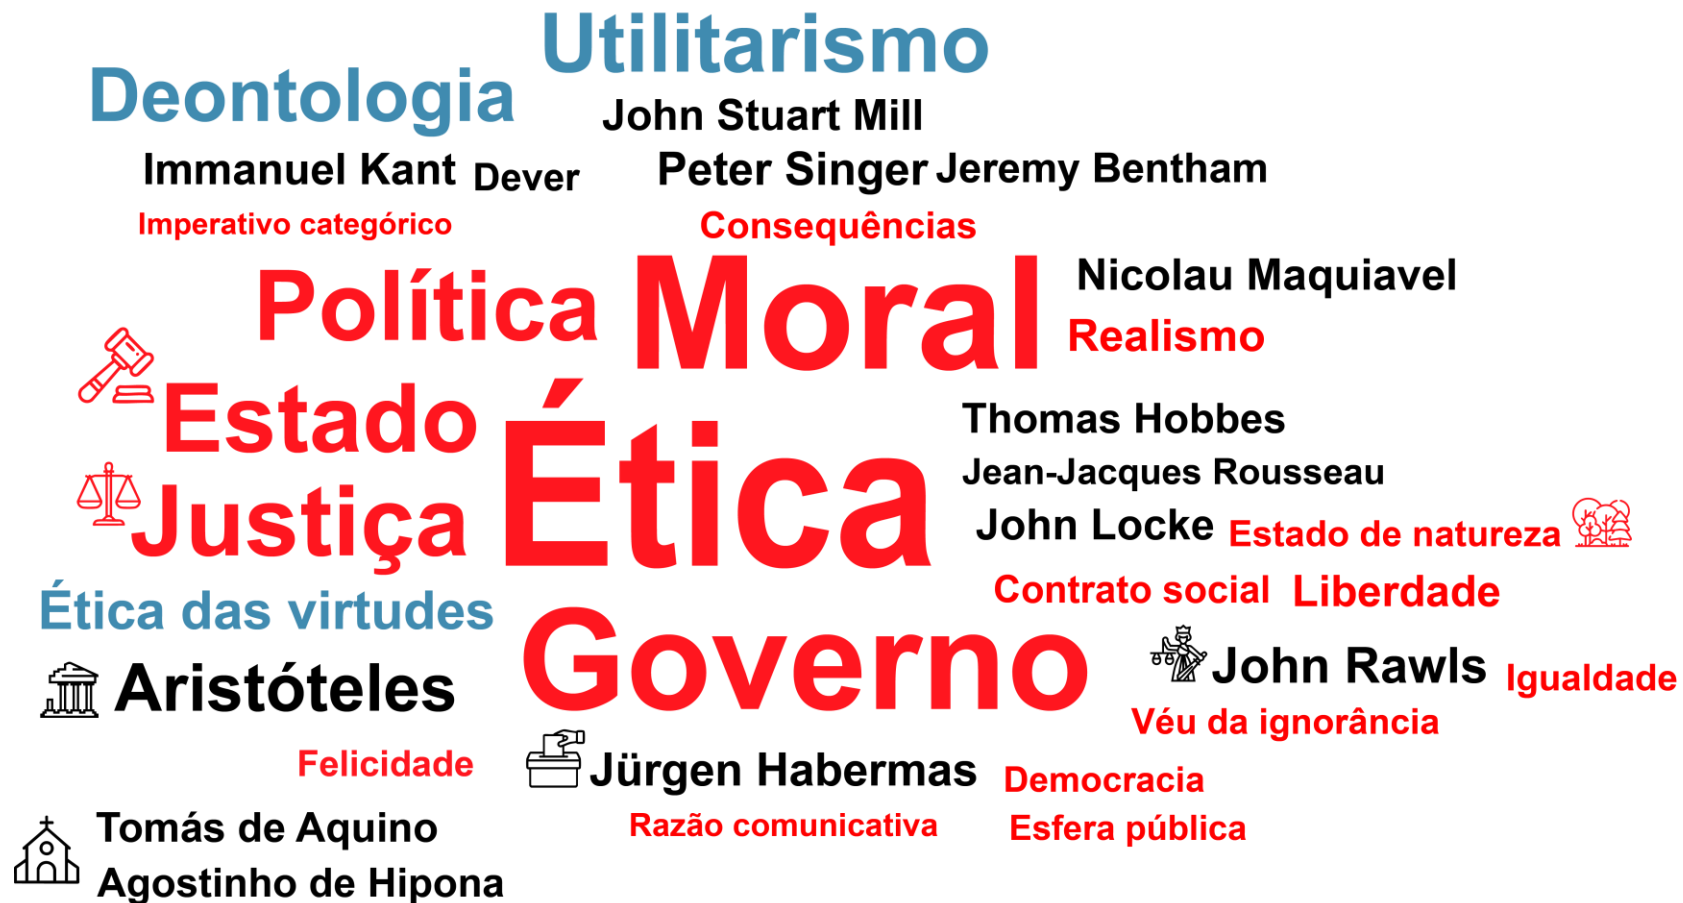 Utilitarismo
Deontologia
John Stuart Mill
Immanuel Kant Dever
Peter Singer Jeremy Bentham
Imperativo categórico
Consequências
Política
Moral
Nicolau Maquiavel
Realismo
Estado
Ética
Thomas Hobbes
Jean-Jacques Rousseau
Justiça
John Locke Estado de natureza
Contrato social Liberdade
Ética das virtudes
Governo
Aristóteles
John Rawls Igualdade
Véu da ignorância
Felicidade
Jürgen Habermas Democracia
Razão comunicativa Esfera pública
Tomás de Aquino
Agostinho de Hipona